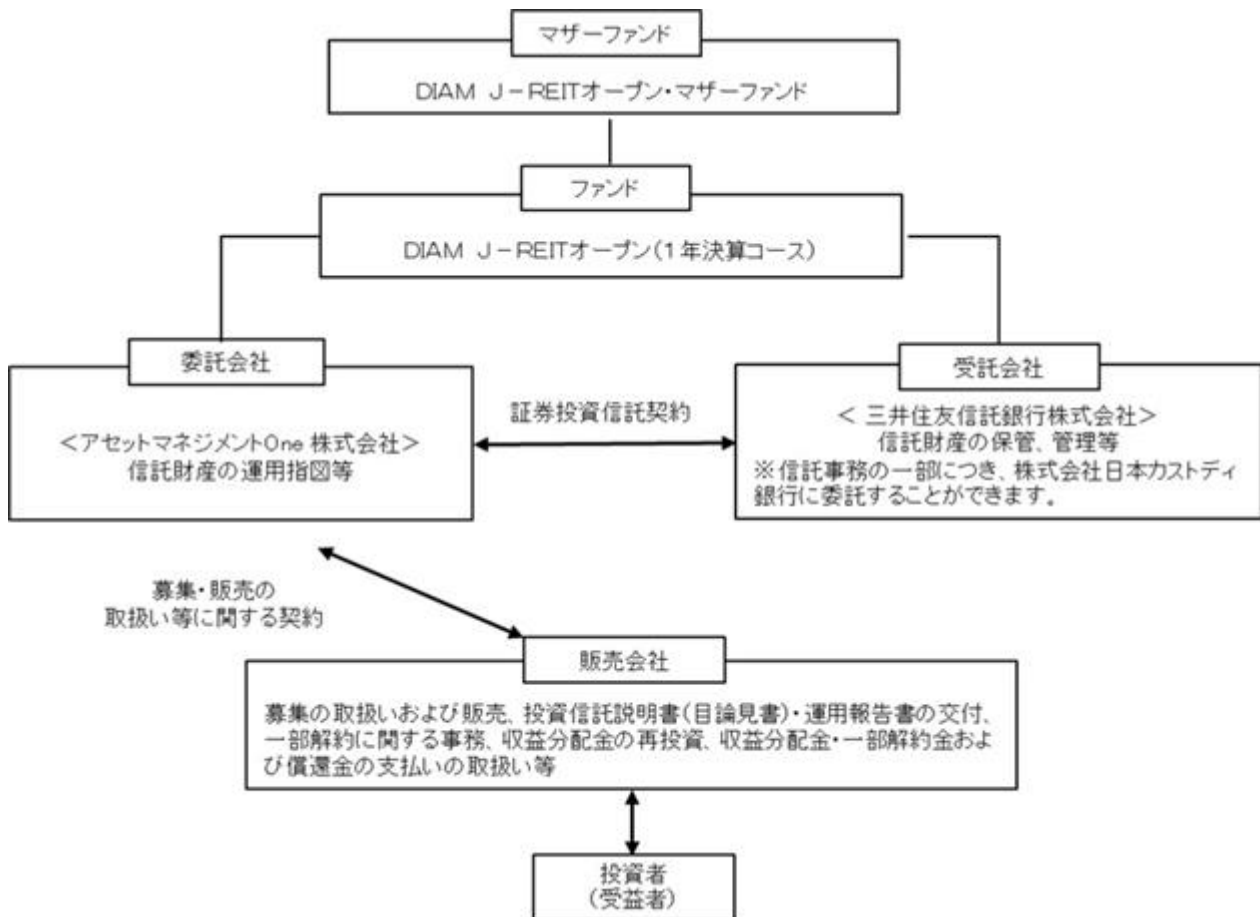 マザーファンド
DIAM J－REITオープン・マザーファンド
ファンド
DIAM J－REITオープン(1年決算コース)
委託会社
＜アセットマネジメントOne 株式会社＞
信託財産の運用指図等
証券投資信託契約
受託会社
＜ 三井住友信託銀行株式会社＞
信託財産の保管、管理等
※信託事務の一部につき、株式会社日本カストディ
銀行に委託することができます。
募集・販売の
取扱い等に関する契約
販売会社
募集の取扱いおよび販売、投資信託説明書(目論見書)・運用報告書の交付、
一部解約に関する事務、収益分配金の再投資、収益分配金・一部解約金およ
び償還金の支払いの取扱い等
投資者
(受益者)